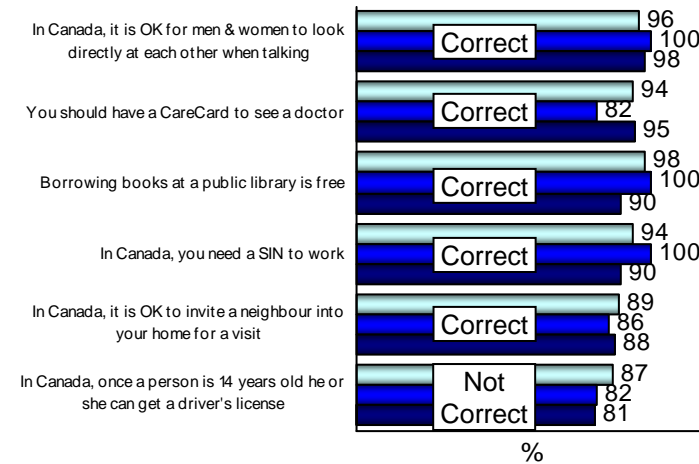 In Canada, it is OK for men & women to look
directly at each other when talking
Correct
96
100
98
You should have a CareCard to see a doctor
Correct
94
82
95
Borrowing books at a public library is free
Correct
98
100
90
In Canada, you need a SIN to work
Correct
94
100
90
In Canada, it is OK to invite a neighbour into
your home for a visit
Correct
89
86
88
In Canada, once a person is 14 years old he or
she can get a driver's license
Not
Correct
87
82
81
%